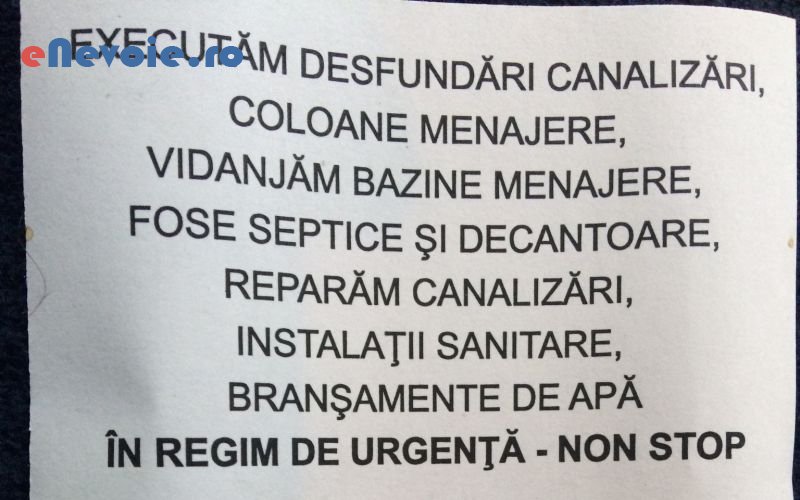 eNevoie.ro
EXECUTĂM DESFUNDĂRI CANALIZĂRI,
COLOANE MENAJERE,
VIDANJĂM BAZINE MENAJERE,
FOSE SEPTICE ŞI DECANTOARE,
REPARĂM CANALIZĂRI,
INSTALAŢII SANITARE,
BRANŞAMENTE DE APĂ
ÎN REGIM DE URGENŢĂ - NON STOP